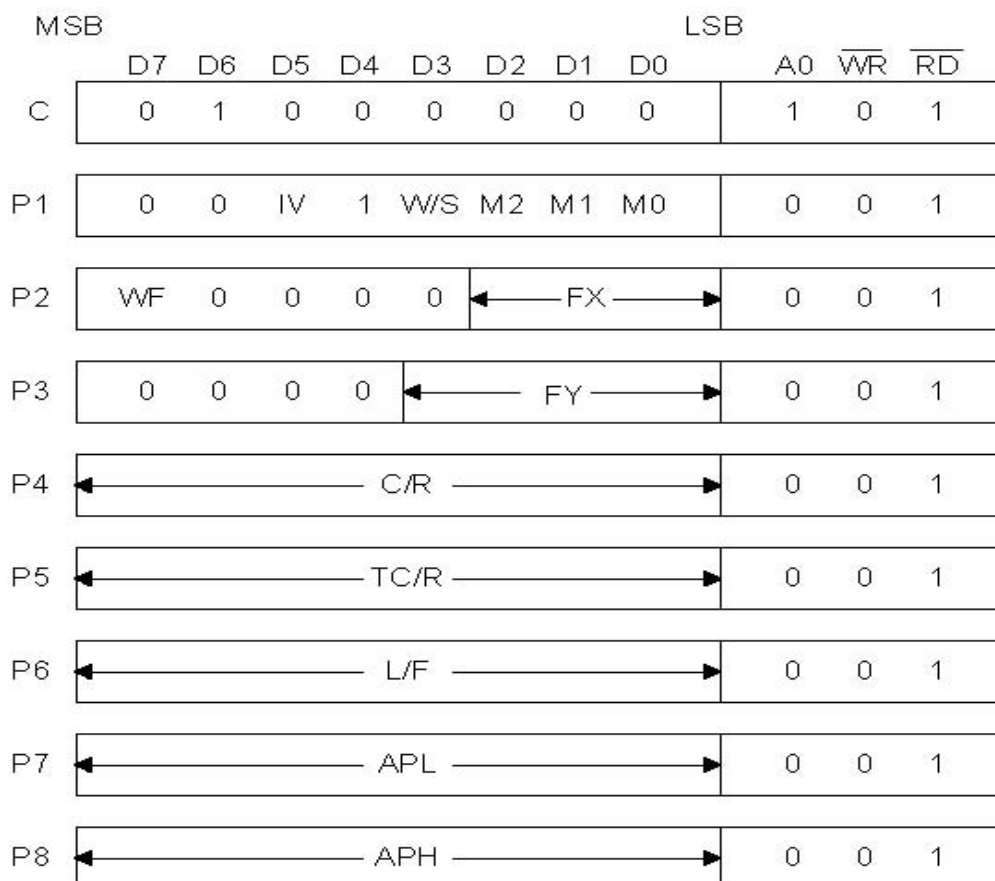 MSB LSB
D7 D6 D5 D4 D3 D2 D1 D0 A0 W̅R̅ R̅D̅
C 0 1 0 0 0 0 0 0 1 0 1
P1 0 0 IV 1 W/S M2 M1 M0 0 0 1
P2 WF 0 0 0 0 FX 0 0 1
P3 0 0 0 0 FY 0 0 1
P4 C/R 0 0 1
P5 TC/R 0 0 1
P6 L/F 0 0 1
P7 APL 0 0 1
P8 APH 0 0 1